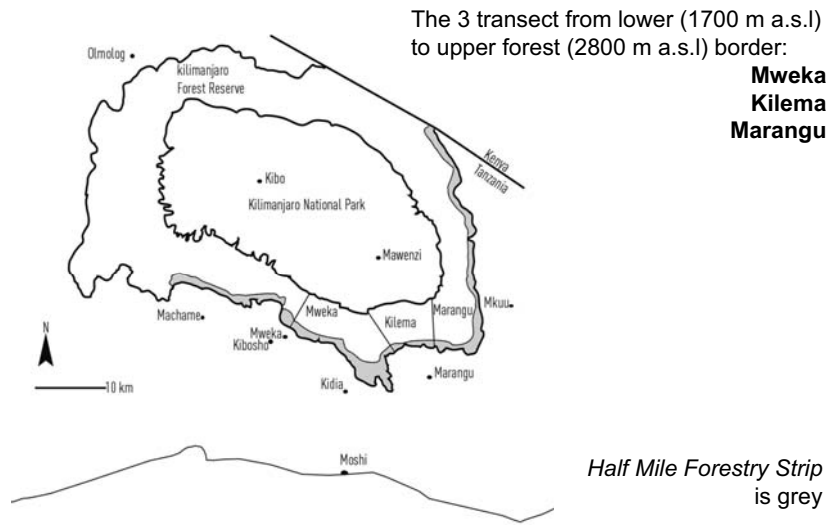 The 3 transect from lower (1700 m a.s.l)
to upper forest (2800 m a.s.l) border:
Mweka
Kilema
Marangu
Olmolog
kilimanjaro
Forest Reserve
Kenya
Tanzania
Kibo
Kilimanjaro National Park
Mawenzi
Mweka
Kilema
Marangu
Mkuu
Machame
Mweka
Kibosho
Marangu
Kidia
N
10 km
Moshi
Half Mile Forestry Strip
is grey